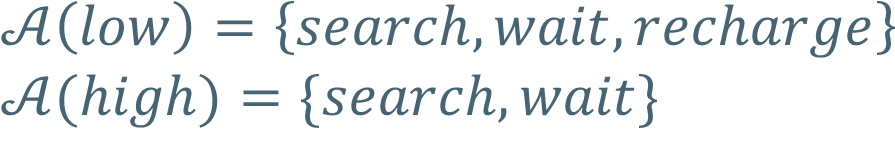 𝒜(low) = {search, wait, recharge}
𝒜(high) = {search, wait}